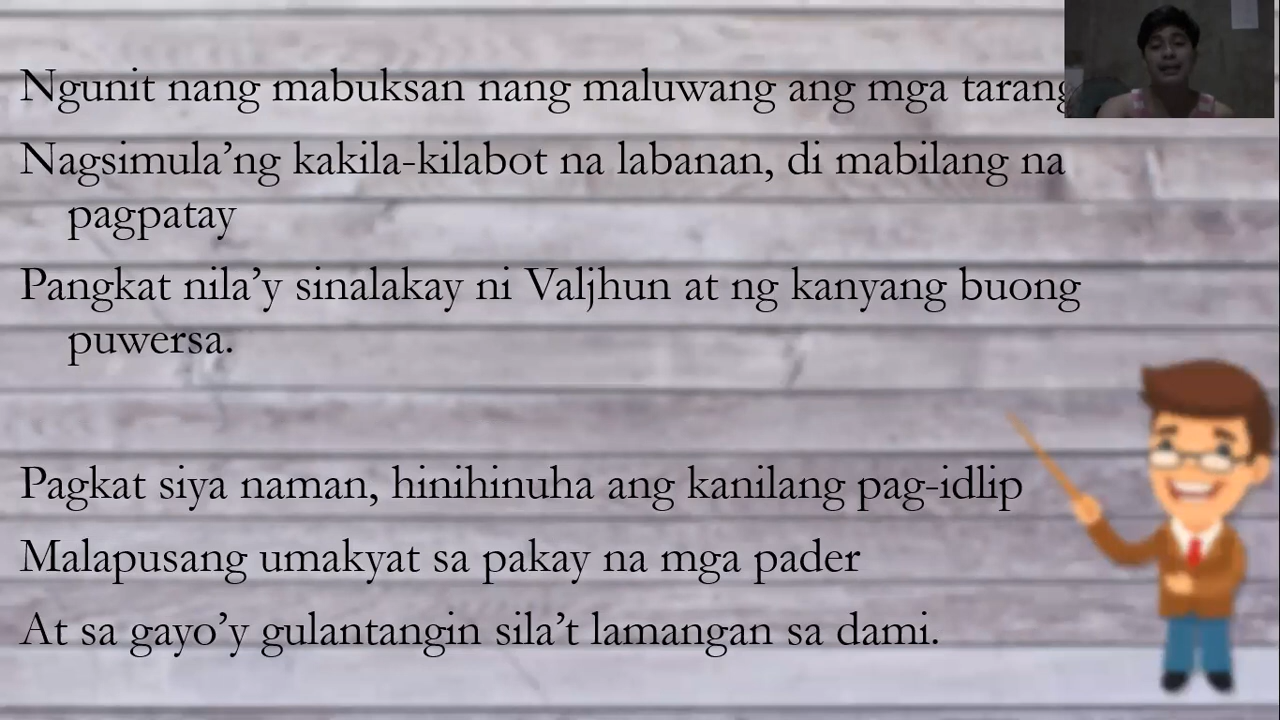 Ngunit nang mabuksan nang maluwang ang mga
Nagsimula’ng kakila-kilabot na labanan, di mabilang na
pagpatay
Pangkat nila’y sinalakay ni Valjhun at ng kanyang buong
puwersa.
Pagkat siya naman, hinihinuha ang kanilang pag-idlip
Malapusang umakyat sa pakay na mga pader
At sa gayo’y gulantangin sila’t lamangan sa dami.